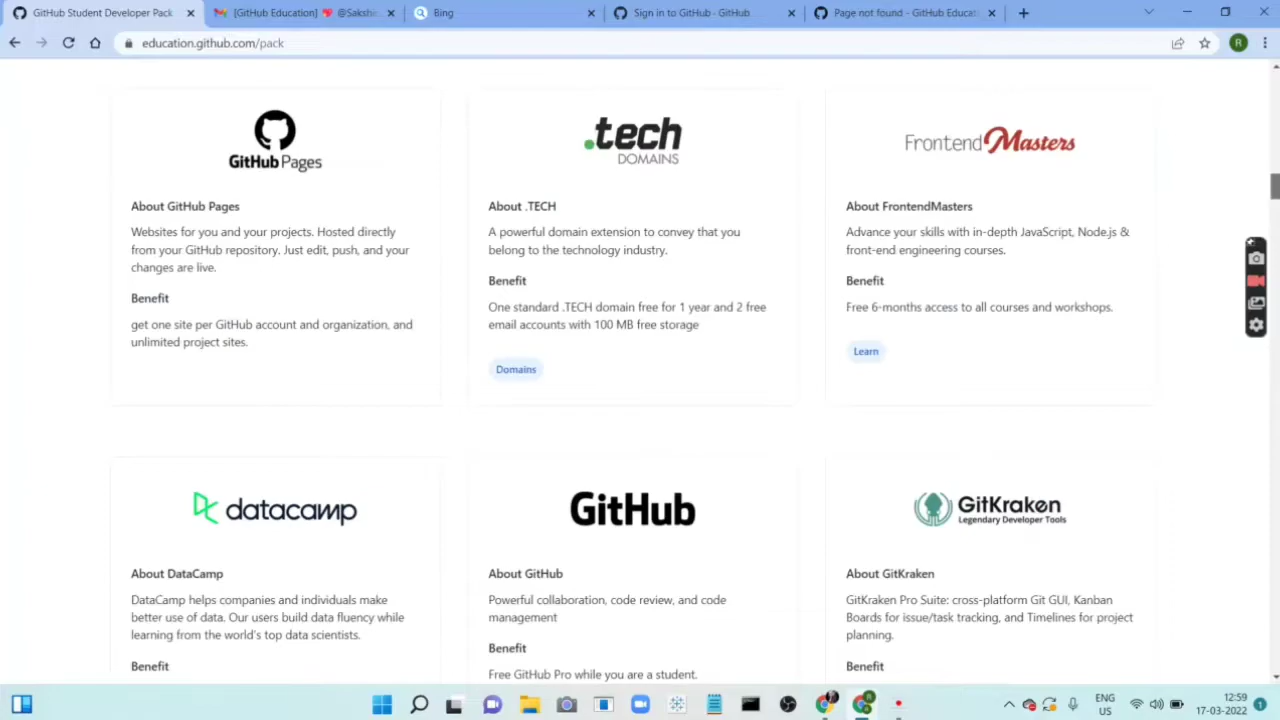 GitHub Student Developer Pack
[GitHub Education] 💖 @Sakshi
Bing
Sign in to GitHub · GitHub
Page not found - GitHub Educat
education.github.com/pack
R
GitHub Pages
.tech
DOMAINS
Frontend Masters
About GitHub Pages
Websites for you and your projects. Hosted directly
from your GitHub repository. Just edit, push, and your
changes are live.
Benefit
get one site per GitHub account and organization, and
unlimited project sites.
About .TECH
A powerful domain extension to convey that you
belong to the technology industry.
Benefit
One standard .TECH domain free for 1 year and 2 free
email accounts with 100 MB free storage
Domains
About FrontendMasters
Advance your skills with in-depth JavaScript, Node.js &
front-end engineering courses.
Benefit
Free 6-months access to all courses and workshops.
Learn
datacamp
GitHub
GitKraken
Legendary Developer Tools
About DataCamp
DataCamp helps companies and individuals make
better use of data. Our users build data fluency while
learning from the world's top data scientists.
Benefit
About GitHub
Powerful collaboration, code review, and code
management
Benefit
Free GitHub Pro while you are a student.
About GitKraken
GitKraken Pro Suite: cross-platform Git GUI, Kanban
Boards for issue/task tracking, and Timelines for project
planning.
Benefit
ENG
US
12:59
17-03-2022
1